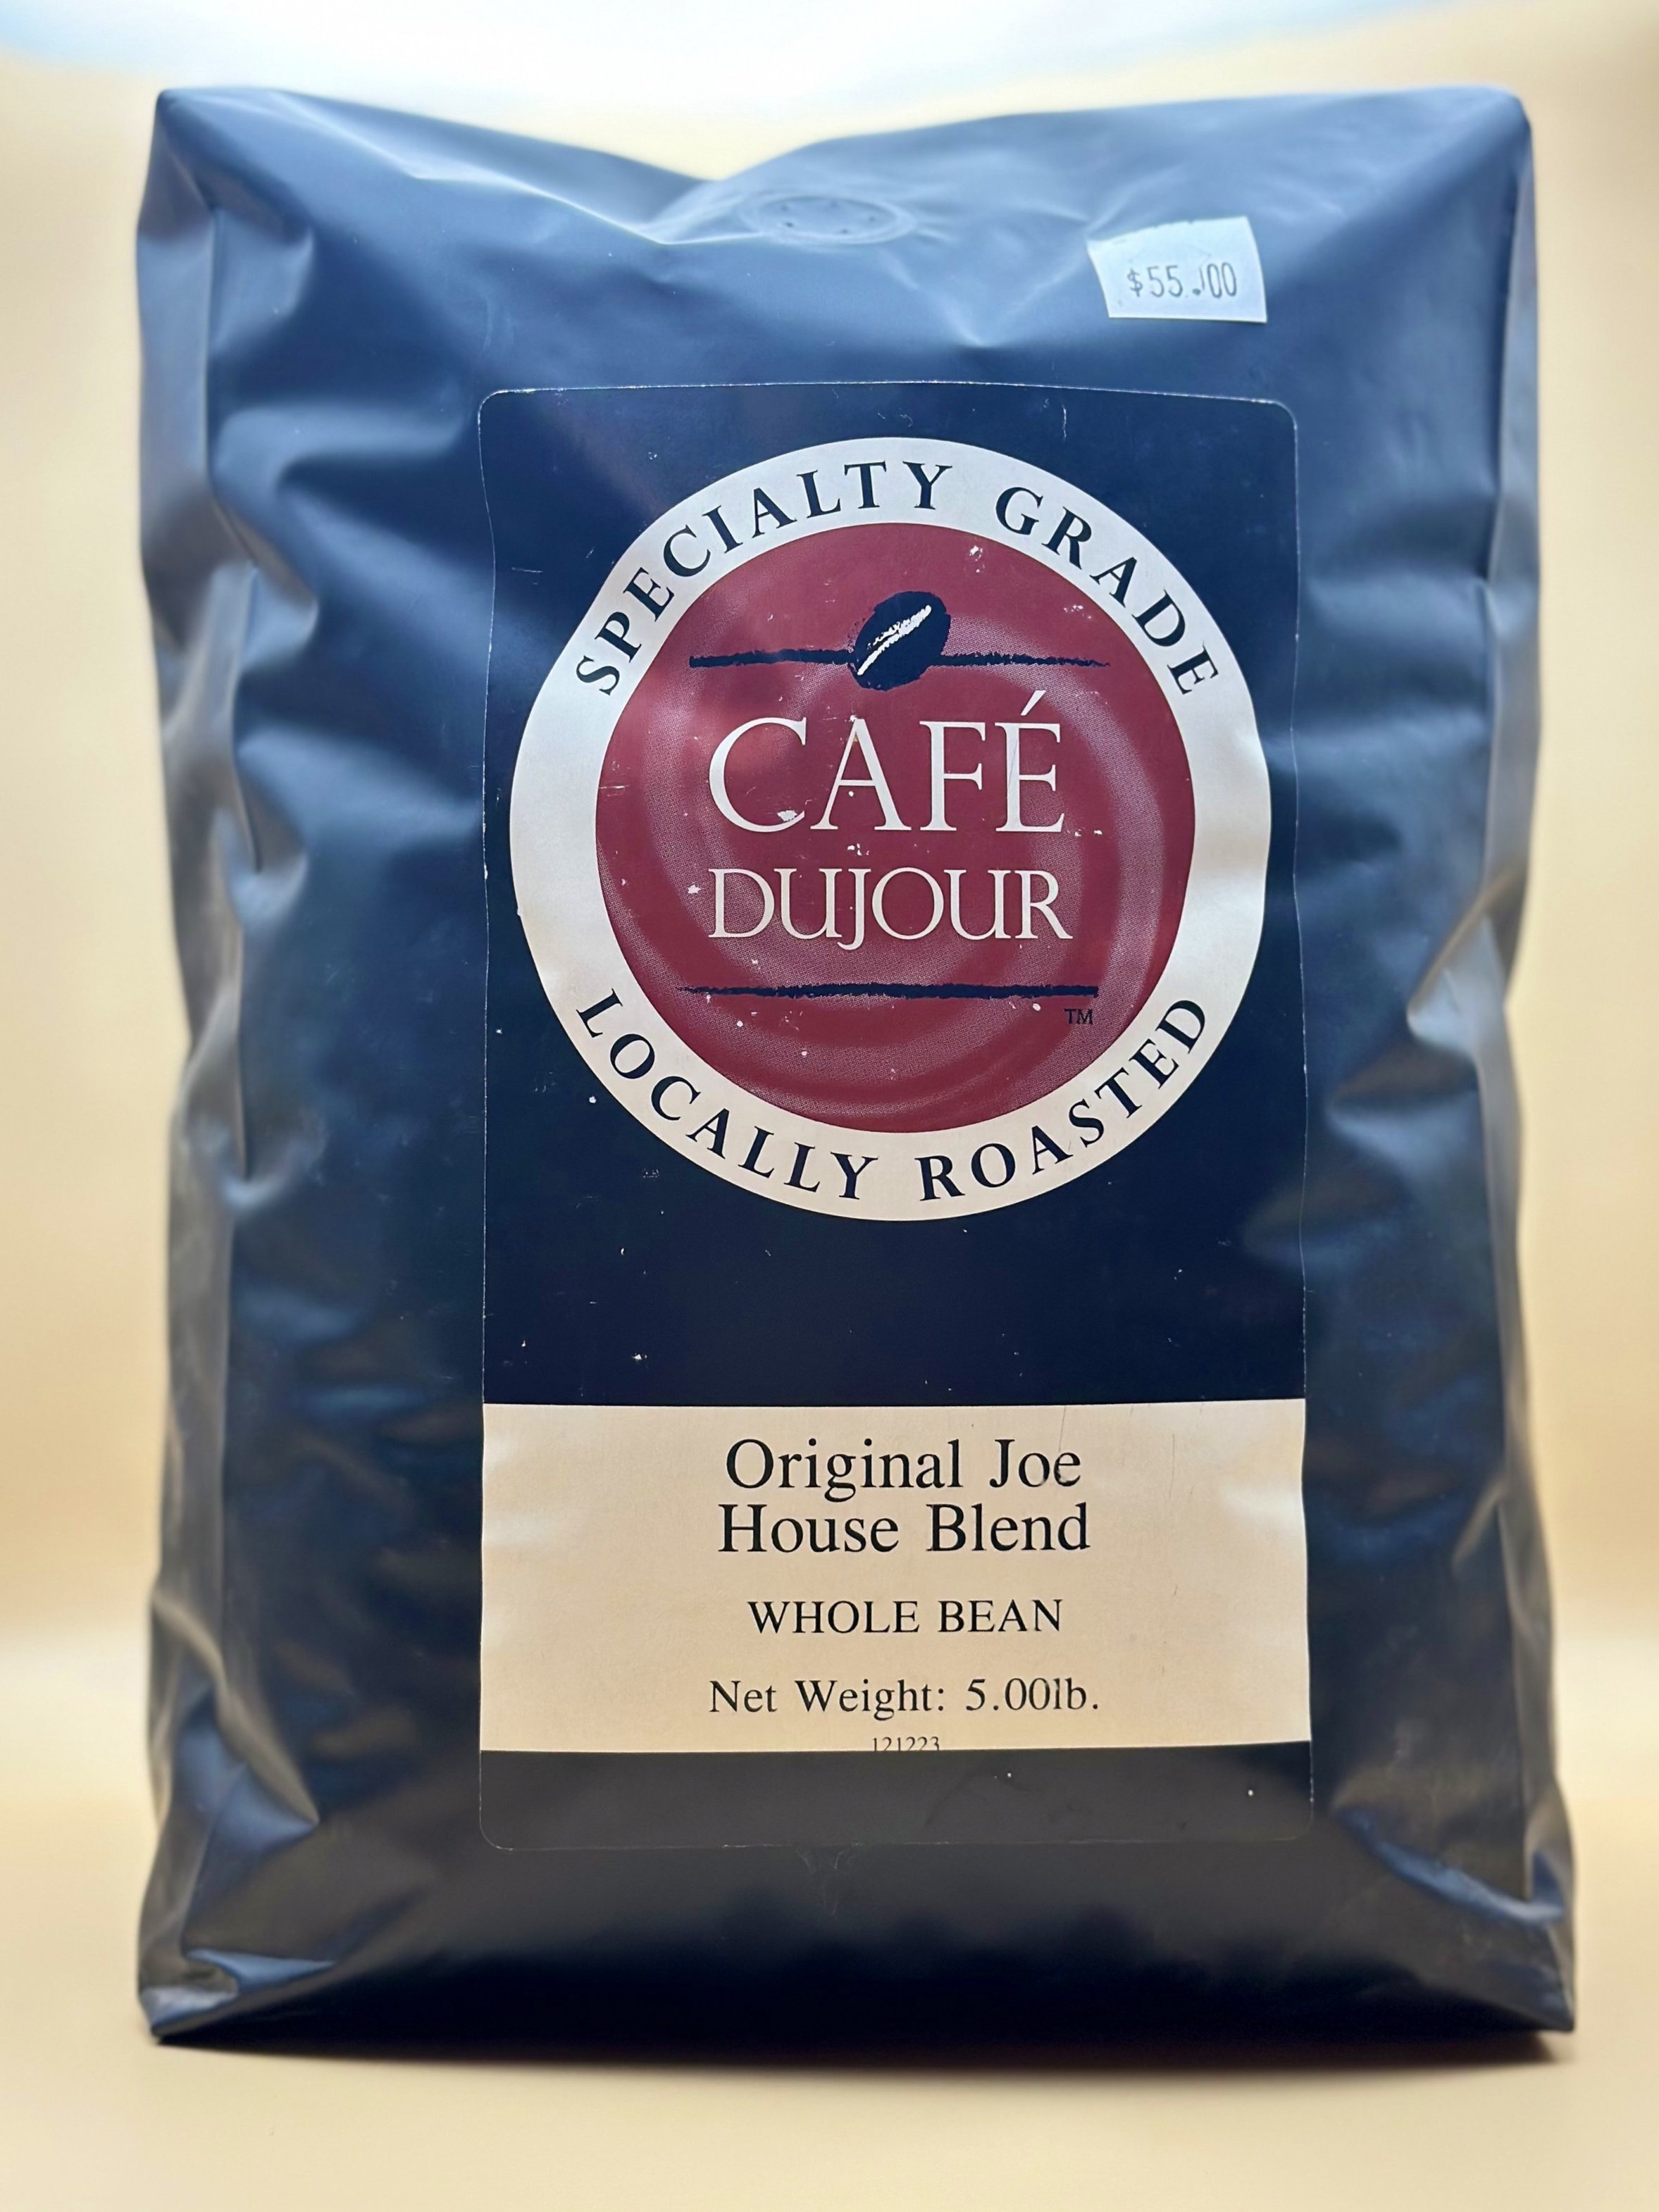 $55.00
SPECIALTY GRADE
CAFÉ
DUJOUR
TM
LOCALLY ROASTED
Original Joe
House Blend
WHOLE BEAN
Net Weight: 5.00lb.
121223